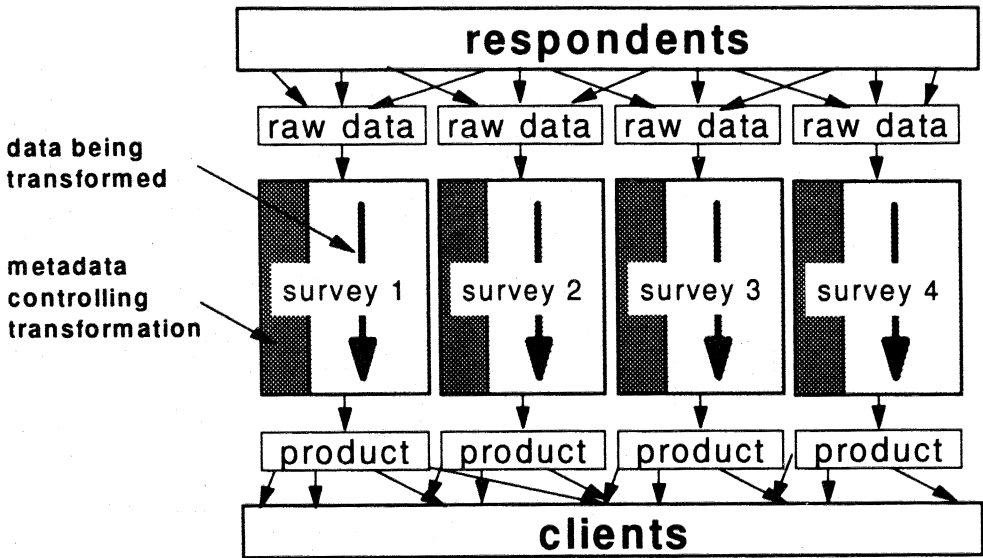 respondents
raw data
raw data
raw data
raw data
data being
transformed
metadata
controlling
transformation
survey 1
survey 2
survey 3
survey 4
product
product
product
product
clients